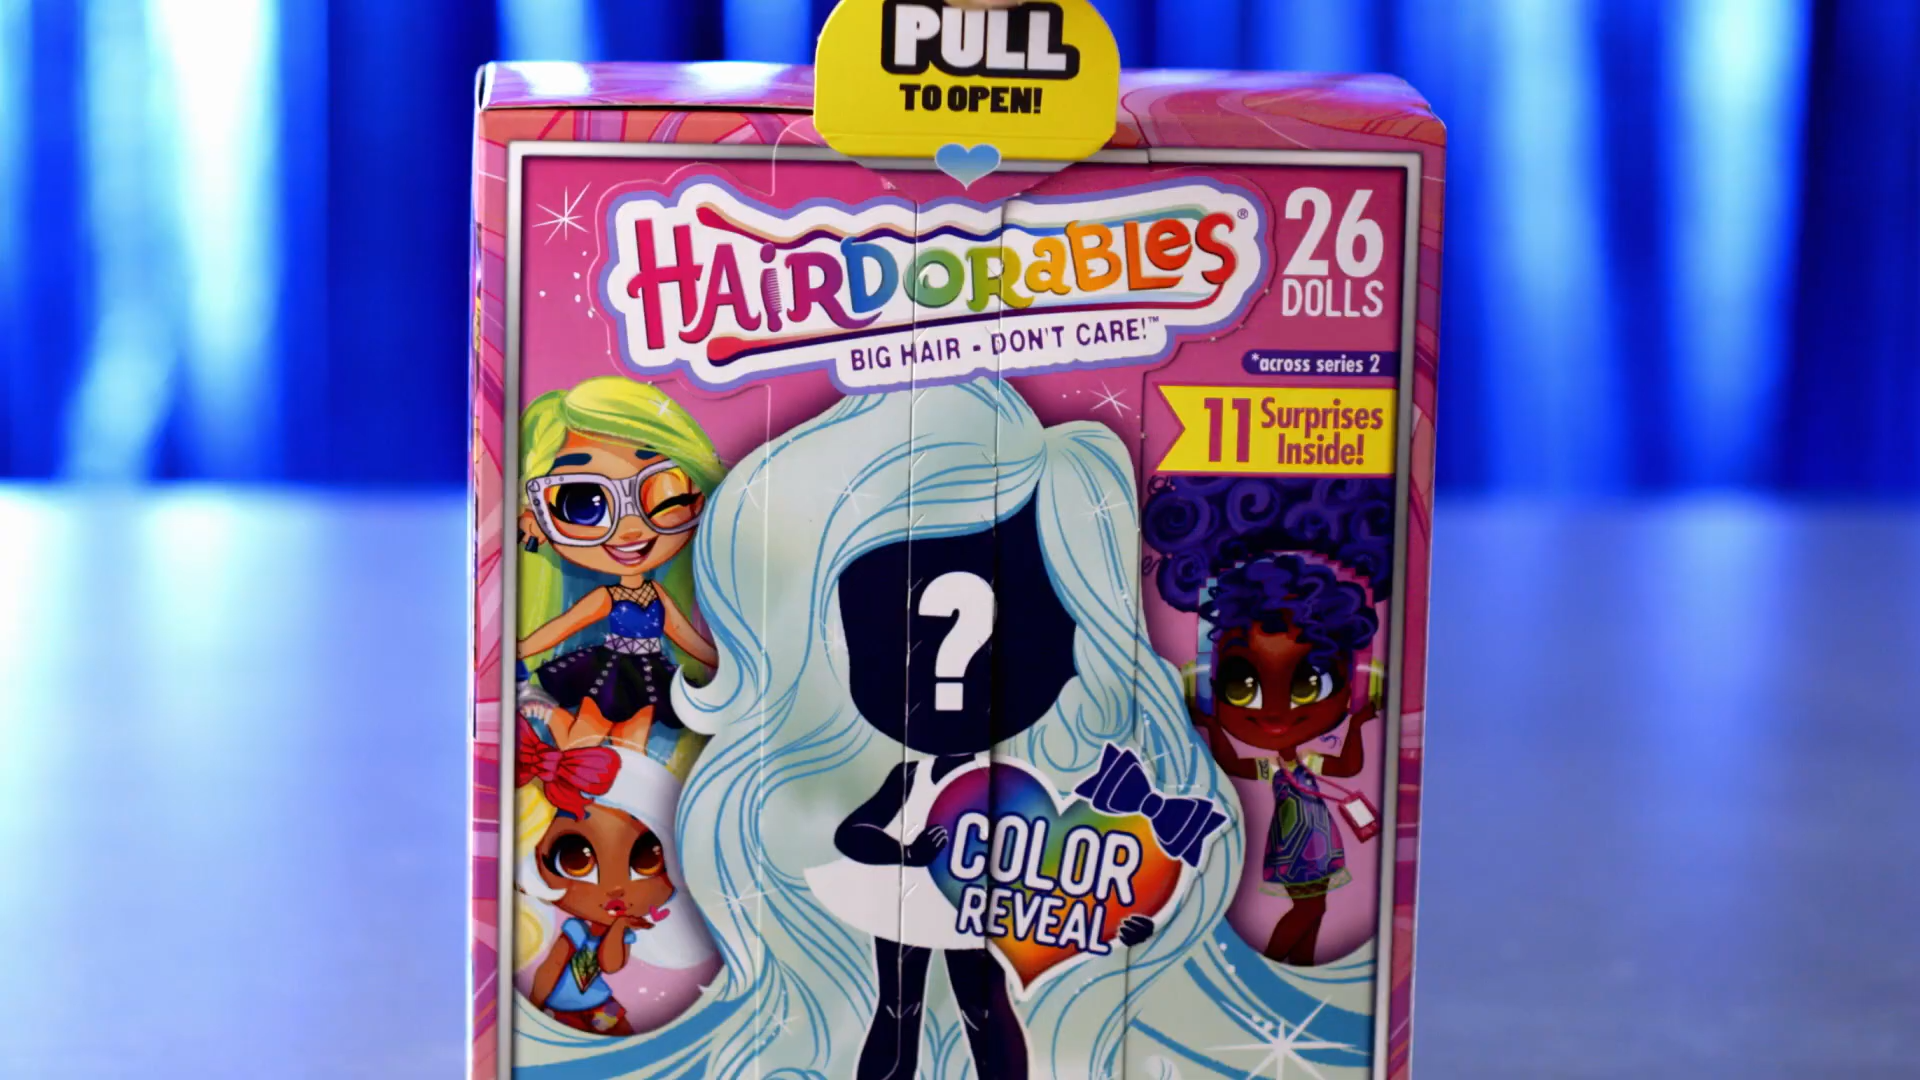 PULL
TO OPEN!
HAiRDORaBLes®
BIG HAIR - DON'T CARE!™
26
DOLLS
*across series 2
11 Surprises
Inside!
?
COLOR
REVEAL